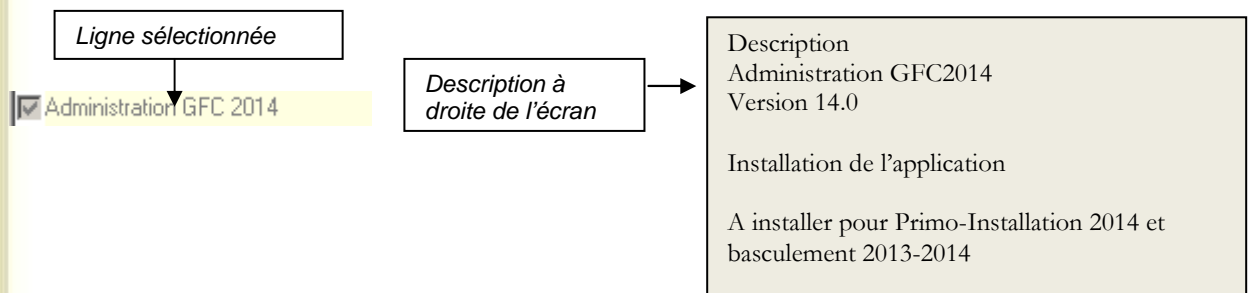 Ligne sélectionnée
Administration GFC 2014
Description à
droite de l'écran
Description
Administration GFC2014
Version 14.0
Installation de l'application
A installer pour Primo-Installation 2014 et
basculement 2013-2014